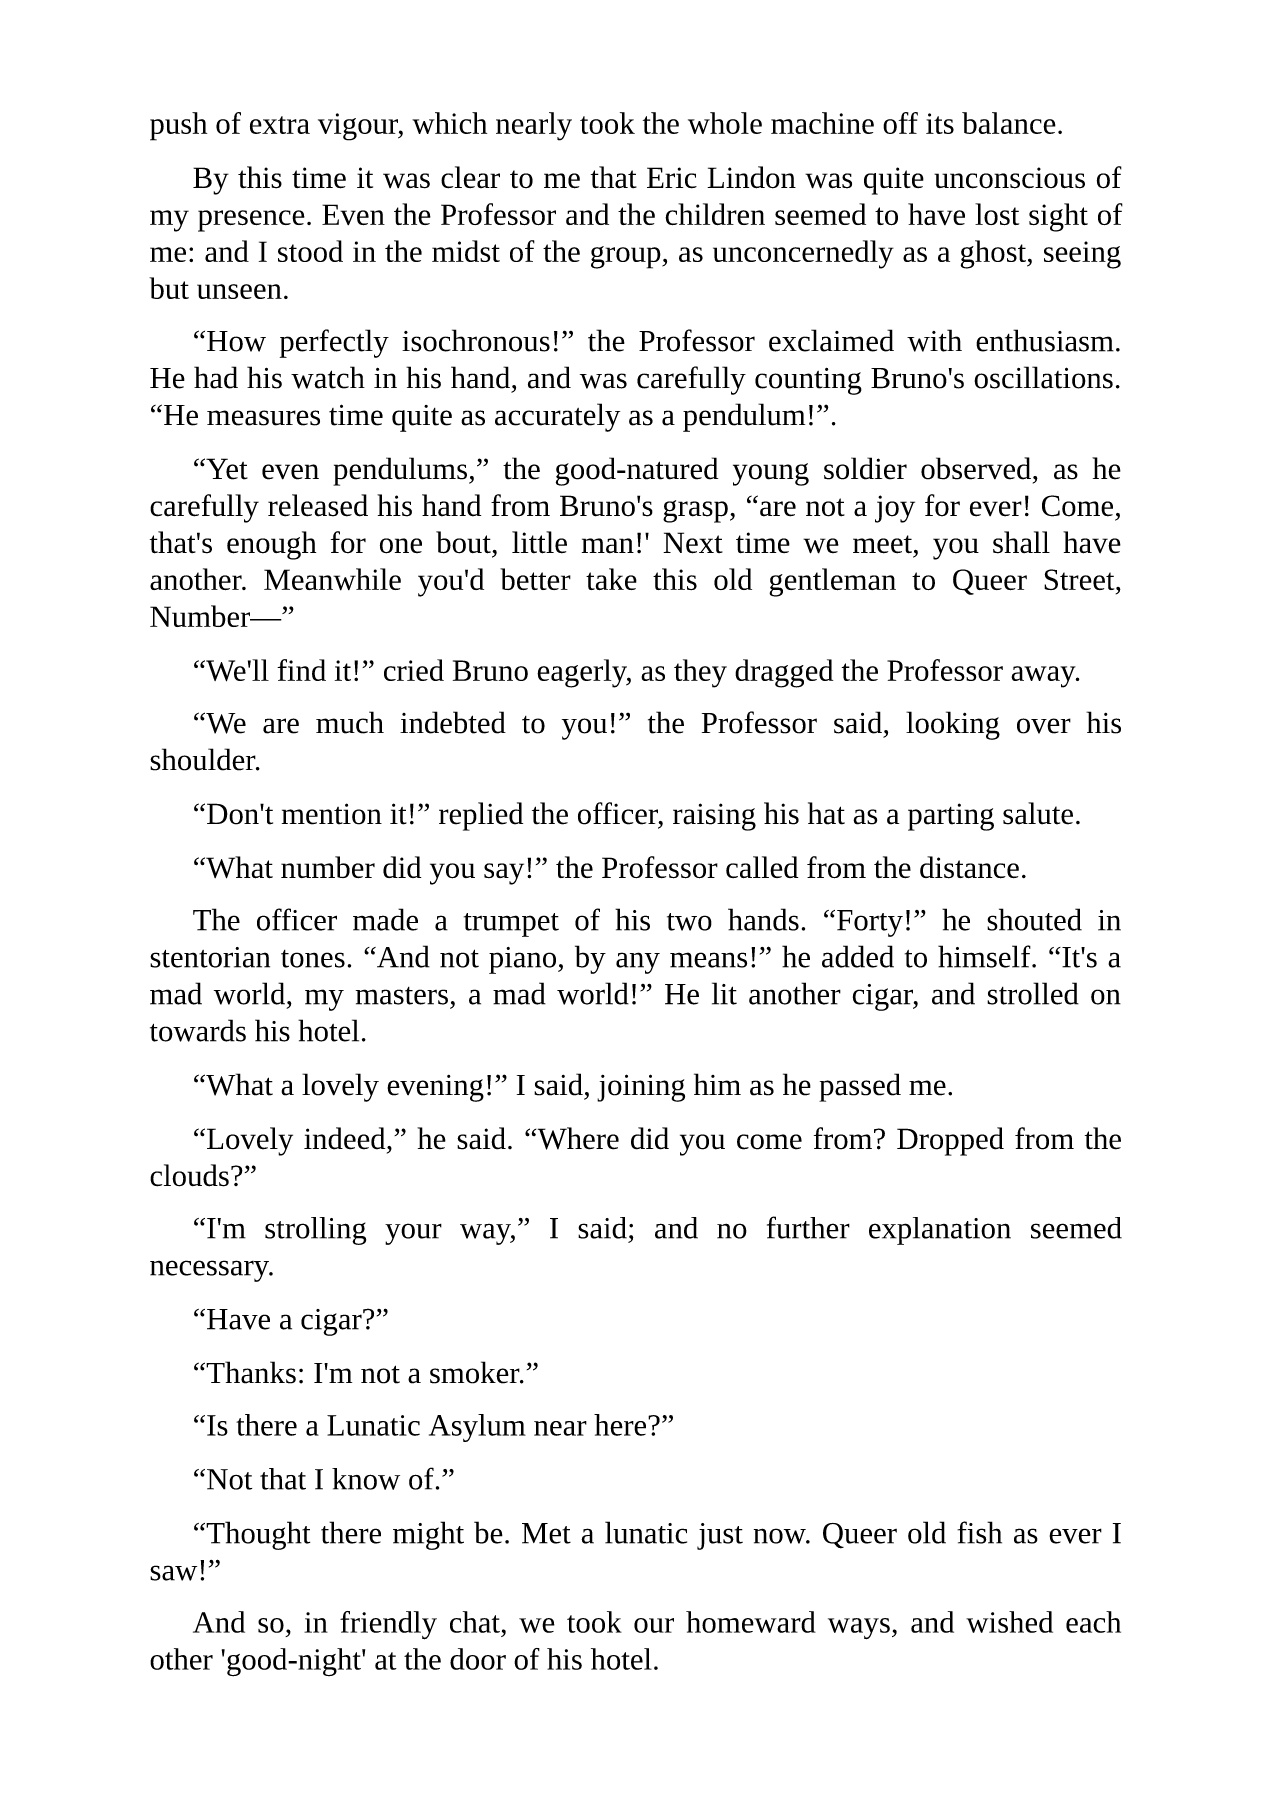 push of extra vigour, which nearly took the whole machine off its balance.
By this time it was clear to me that Eric Lindon was quite unconscious of
my presence. Even the Professor and the children seemed to have lost sight of
me: and I stood in the midst of the group, as unconcernedly as a ghost, seeing
but unseen.
“How perfectly isochronous!” the Professor exclaimed with enthusiasm.
He had his watch in his hand, and was carefully counting Bruno's oscillations.
“He measures time quite as accurately as a pendulum!”.
“Yet even pendulums,” the good-natured young soldier observed, as he
carefully released his hand from Bruno's grasp, “are not a joy for ever! Come,
that's enough for one bout, little man!' Next time we meet, you shall have
another. Meanwhile you'd better take this old gentleman to Queer Street,
Number—”
“We'll find it!” cried Bruno eagerly, as they dragged the Professor away.
“We are much indebted to you!” the Professor said, looking over his
shoulder.
“Don't mention it!” replied the officer, raising his hat as a parting salute.
“What number did you say!” the Professor called from the distance.
The officer made a trumpet of his two hands. “Forty!” he shouted in
stentorian tones. “And not piano, by any means!” he added to himself. “It's a
mad world, my masters, a mad world!” He lit another cigar, and strolled on
towards his hotel.
“What a lovely evening!” I said, joining him as he passed me.
“Lovely indeed,” he said. “Where did you come from? Dropped from the
clouds?”
“I'm strolling your way,” I said; and no further explanation seemed
necessary.
“Have a cigar?”
“Thanks: I'm not a smoker.”
“Is there a Lunatic Asylum near here?”
“Not that I know of.”
“Thought there might be. Met a lunatic just now. Queer old fish as ever I
saw!”
And so, in friendly chat, we took our homeward ways, and wished each
other 'good-night' at the door of his hotel.